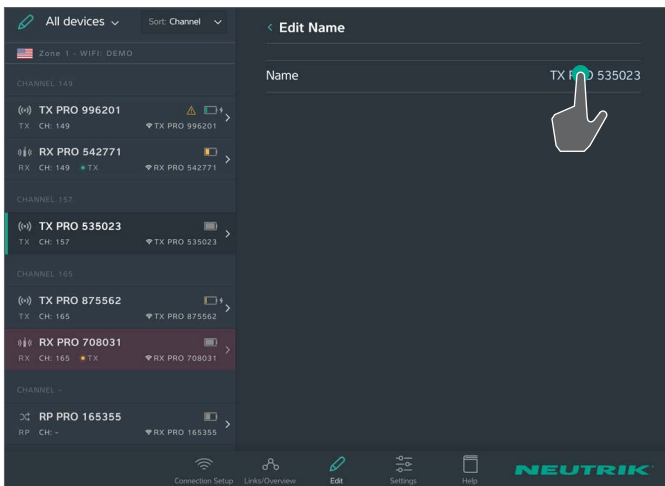 All devices
Sort: Channel
Zone 1 - WIFI: DEMO
CHANNEL 149
TX PRO 996201
TX CH: 149 TX PRO 996201
RX PRO 542771
RX CH: 149 TX RX PRO 542771
CHANNEL 157
TX PRO 535023
TX CH: 157 TX PRO 535023
CHANNEL 165
TX PRO 875562
TX CH: 165 TX PRO 875562
RX PRO 708031
RX CH: 165 TX RX PRO 708031
CHANNEL -
RP PRO 165355
RP CH: - RX PRO 165355
< Edit Name
Name TX PRO 535023
Connection Setup Links/Overview Edit Settings Help
NEUTRIK